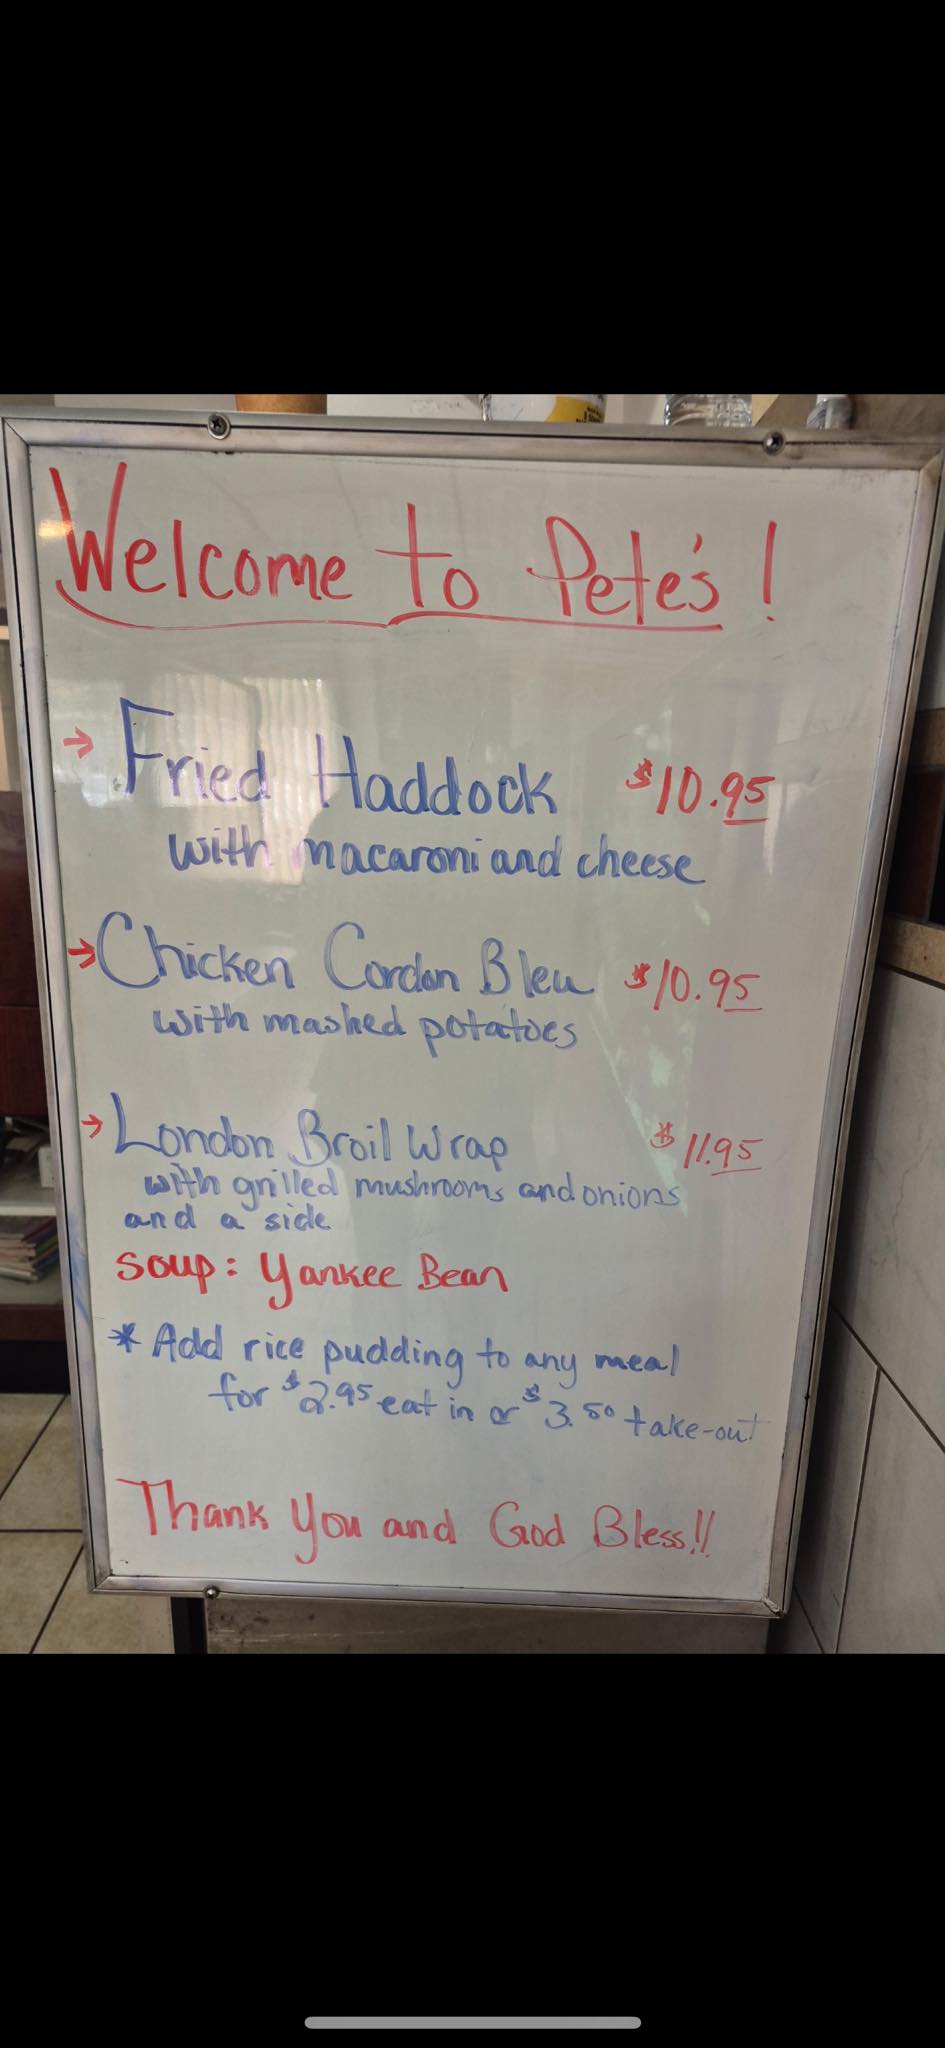 Welcome to Pete's!
→ Fried Haddock $10.95
with macaroni and cheese
→ Chicken Cordon Bleu $10.95
with mashed potatoes
→ London Broil Wrap $11.95
with grilled mushrooms and onions
and a side
soup: Yankee Bean
* Add rice pudding to any meal
for $2.95 eat in or $3.50 take-out
Thank You and God Bless!!